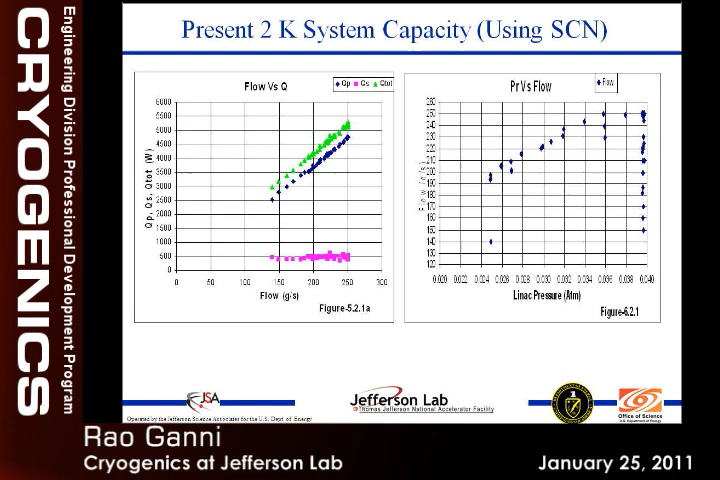 CRYOGENICS
Engineering Division Professional Development Program
Present 2 K System Capacity (Using SCN)
Flow Vs Q
Qp Qs Qtot
Qp, Qs, Qtot (W)
6000
5500
5000
4500
4000
3500
3000
2500
2000
1500
1000
500
0
0 50 100 150 200 250 300
Flow (g/s)
Figure-5.2.1a
Pr Vs Flow
Flow
Flow (g/s)
260
250
240
230
220
210
200
190
180
170
160
150
140
130
120
0.020 0.022 0.024 0.026 0.028 0.030 0.032 0.034 0.036 0.038 0.040
Linac Pressure (Atm)
Figure-6.2.1
JSA
Operated by the Jefferson Science Associates for the U.S. Dept. of Energy
Jefferson Lab
Thomas Jefferson National Accelerator Facility
Office of Science
U.S. Department of Energy
Rao Ganni
Cryogenics at Jefferson Lab
January 25, 2011